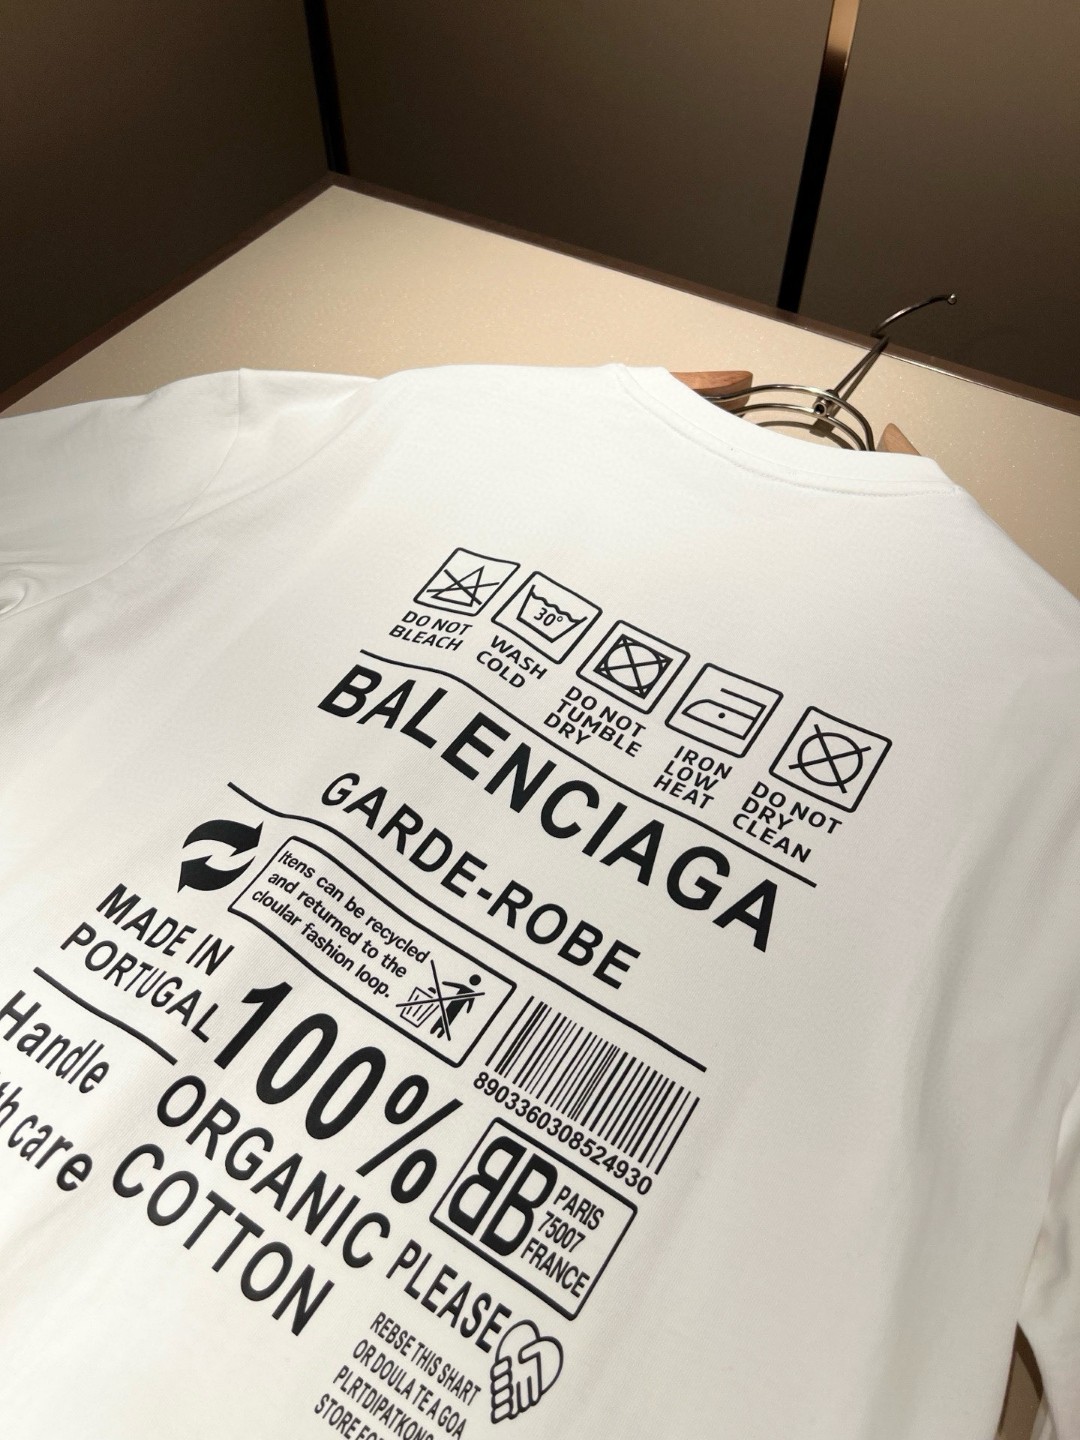 DO NOT
BLEACH
30°
WASH
COLD
DO NOT
TUMBLE
DRY
IRON
LOW
HEAT
DO NOT
DRY
CLEAN
BALENCIAGA
GARDE-ROBE
Itens can be recycled
and returned to the
cloular fashion loop.
MADE IN
PORTUGAL
Handle
th care
100%
ORGANIC
COTTON
8903360308524930
BB
PARIS
75007
FRANCE
PLEASE
REBSE THIS SHART
OR DOULA TE A GOA
PLRTDIPATKONS
STORE